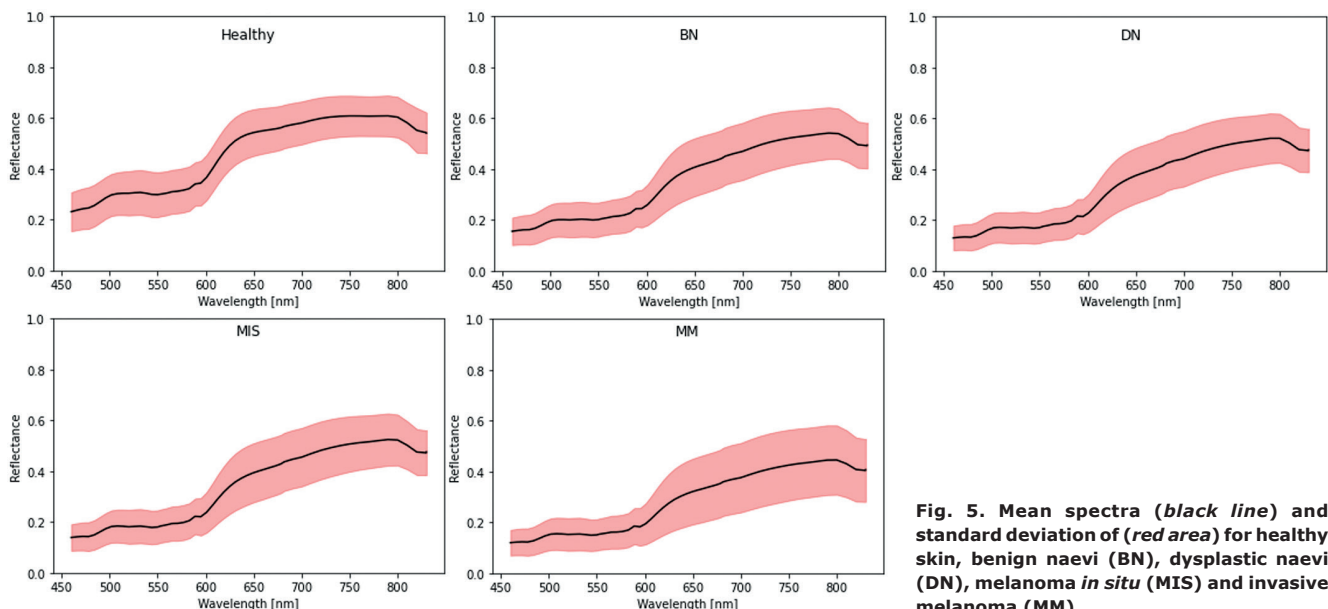 Healthy
Reflectance
1.0
0.8
0.6
0.4
0.2
0.0
450 500 550 600 650 700 750 800
Wavelength [nm]
BN
Reflectance
1.0
0.8
0.6
0.4
0.2
0.0
450 500 550 600 650 700 750 800
Wavelength [nm]
DN
Reflectance
1.0
0.8
0.6
0.4
0.2
0.0
450 500 550 600 650 700 750 800
Wavelength [nm]
MIS
Reflectance
1.0
0.8
0.6
0.4
0.2
0.0
450 500 550 600 650 700 750 800
Wavelength [nm]
MM
Reflectance
1.0
0.8
0.6
0.4
0.2
0.0
450 500 550 600 650 700 750 800
Wavelength [nm]
Fig. 5. Mean spectra (black line) and
standard deviation of (red area) for healthy
skin, benign naevi (BN), dysplastic naevi
(DN), melanoma in situ (MIS) and invasive
melanoma (MM).